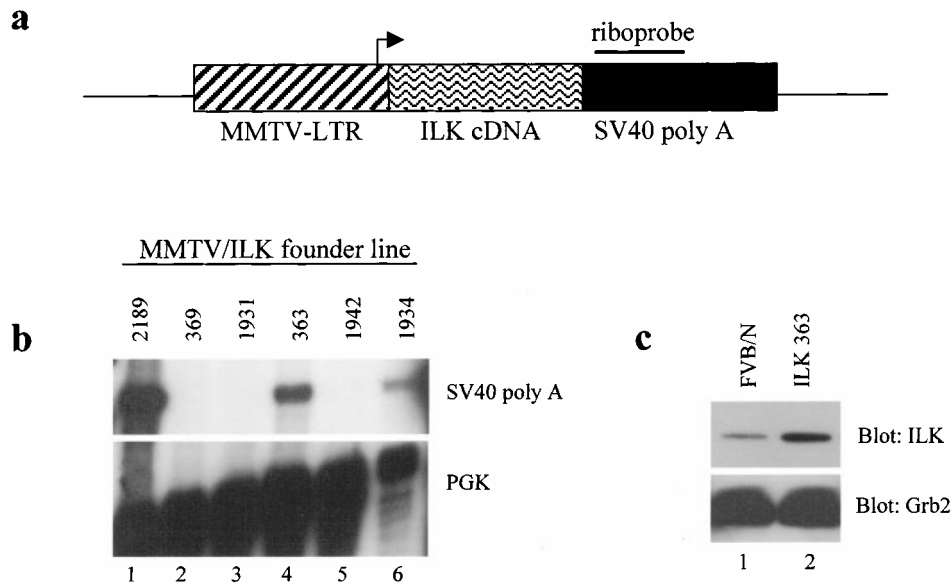 a
riboprobe
MMTV-LTR ILK cDNA SV40 poly A
MMTV/ILK founder line
2189 369 1931 363 1942 1934
b
SV40 poly A
PGK
1 2 3 4 5 6
c
FVB/N ILK 363
Blot: ILK
Blot: Grb2
1 2